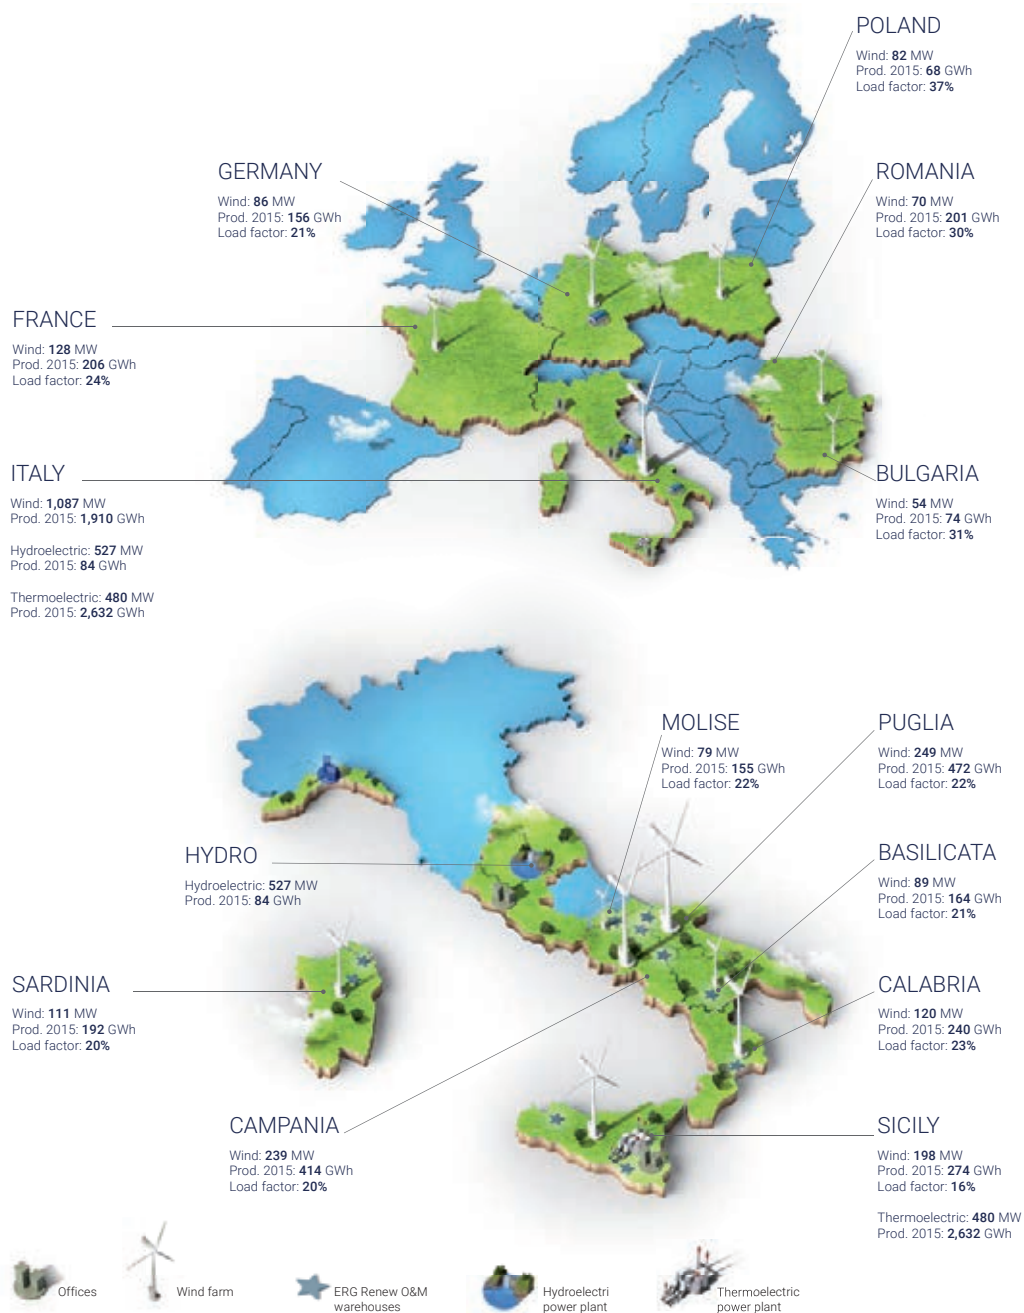 POLAND
Wind: 82 MW
Prod. 2015: 68 GWh
Load factor: 37%
GERMANY
Wind: 86 MW
Prod. 2015: 156 GWh
Load factor: 21%
ROMANIA
Wind: 70 MW
Prod. 2015: 201 GWh
Load factor: 30%
FRANCE
Wind: 128 MW
Prod. 2015: 206 GWh
Load factor: 24%
ITALY
Wind: 1,087 MW
Prod. 2015: 1,910 GWh
Hydroelectric: 527 MW
Prod. 2015: 84 GWh
Thermoelectric: 480 MW
Prod. 2015: 2,632 GWh
BULGARIA
Wind: 54 MW
Prod. 2015: 74 GWh
Load factor: 31%
MOLISE
Wind: 79 MW
Prod. 2015: 155 GWh
Load factor: 22%
PUGLIA
Wind: 249 MW
Prod. 2015: 472 GWh
Load factor: 22%
HYDRO
Hydroelectric: 527 MW
Prod. 2015: 84 GWh
BASILICATA
Wind: 89 MW
Prod. 2015: 164 GWh
Load factor: 21%
SARDINIA
Wind: 111 MW
Prod. 2015: 192 GWh
Load factor: 20%
CALABRIA
Wind: 120 MW
Prod. 2015: 240 GWh
Load factor: 23%
CAMPANIA
Wind: 239 MW
Prod. 2015: 414 GWh
Load factor: 20%
SICILY
Wind: 198 MW
Prod. 2015: 274 GWh
Load factor: 16%
Thermoelectric: 480 MW
Prod. 2015: 2,632 GWh
Offices
Wind farm
ERG Renew O&M
warehouses
Hydroelectri
power plant
Thermoelectric
power plant